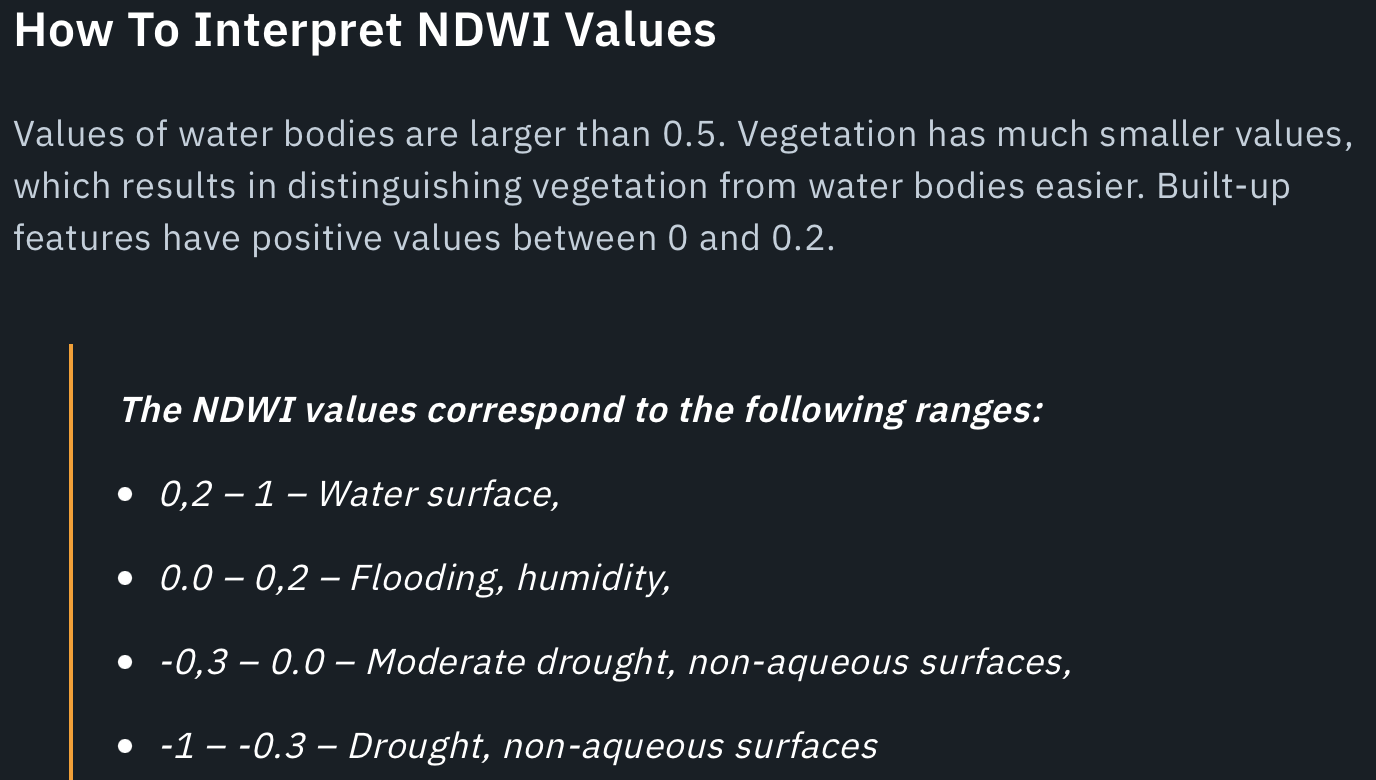 How To Interpret NDWI Values
Values of water bodies are larger than 0.5. Vegetation has much smaller values,
which results in distinguishing vegetation from water bodies easier. Built-up
features have positive values between 0 and 0.2.
The NDWI values correspond to the following ranges:
• 0,2 – 1 – Water surface,
• 0.0 – 0,2 – Flooding, humidity,
• -0,3 – 0.0 – Moderate drought, non-aqueous surfaces,
• -1 – -0.3 – Drought, non-aqueous surfaces